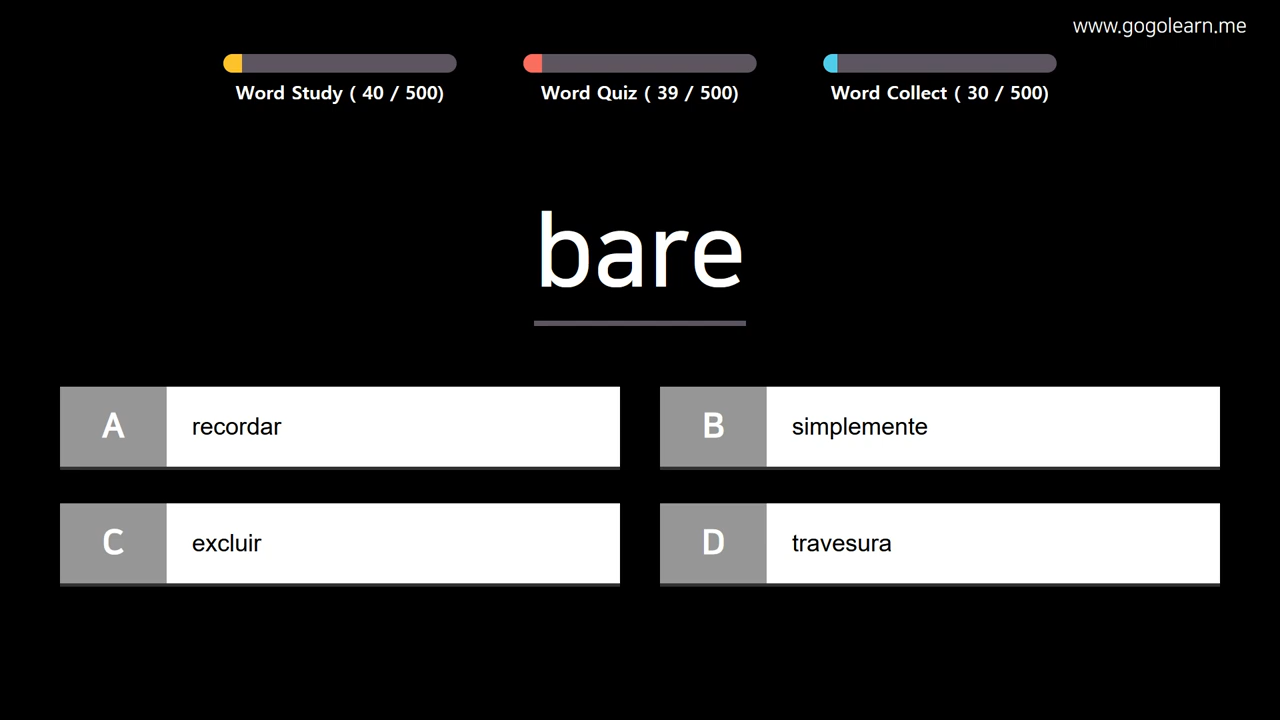 www.gogolearn.me
Word Study ( 40 / 500)
Word Quiz ( 39 / 500)
Word Collect ( 30 / 500)
bare
A recordar
B simplemente
C excluir
D travesura